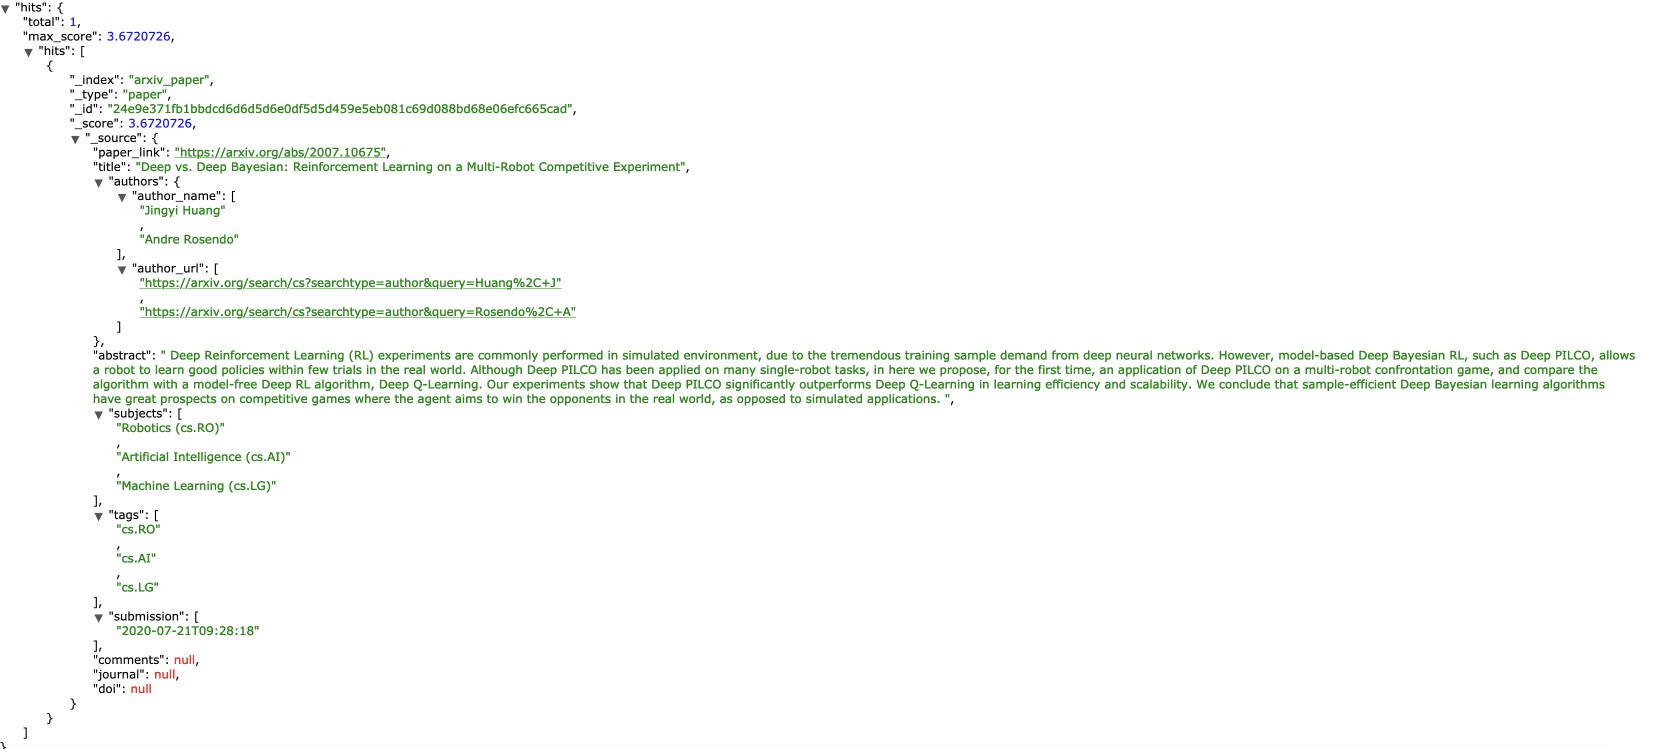 ▼ "hits": {
"total": 1,
"max_score": 3.6720726,
▼ "hits": [
{
"_index": "arxiv_paper",
"_type": "paper",
"_id": "24e9e371fb1bbdcd6d6d5d6e0df5d5d459e5eb081c69d088bd68e06efc665cad",
"_score": 3.6720726,
▼ "_source": {
"paper_link": "https://arxiv.org/abs/2007.10675",
"title": "Deep vs. Deep Bayesian: Reinforcement Learning on a Multi-Robot Competitive Experiment",
▼ "authors": {
▼ "author_name": [
"Jingyi Huang"
,
"Andre Rosendo"
],
▼ "author_url": [
"https://arxiv.org/search/cs?searchtype=author&query=Huang%2C+J"
,
"https://arxiv.org/search/cs?searchtype=author&query=Rosendo%2C+A"
]
},
"abstract": " Deep Reinforcement Learning (RL) experiments are commonly performed in simulated environment, due to the tremendous training sample demand from deep neural networks. However, model-based Deep Bayesian RL, such as Deep PILCO, allows
a robot to learn good policies within few trials in the real world. Although Deep PILCO has been applied on many single-robot tasks, in here we propose, for the first time, an application of Deep PILCO on a multi-robot confrontation game, and compare the
algorithm with a model-free Deep RL algorithm, Deep Q-Learning. Our experiments show that Deep PILCO significantly outperforms Deep Q-Learning in learning efficiency and scalability. We conclude that sample-efficient Deep Bayesian learning algorithms
have great prospects on competitive games where the agent aims to win the opponents in the real world, as opposed to simulated applications. ",
▼ "subjects": [
"Robotics (cs.RO)"
,
"Artificial Intelligence (cs.AI)"
,
"Machine Learning (cs.LG)"
],
▼ "tags": [
"cs.RO"
,
"cs.AI"
,
"cs.LG"
],
▼ "submission": [
"2020-07-21T09:28:18"
],
"comments": null,
"journal": null,
"doi": null
}
}
]
}